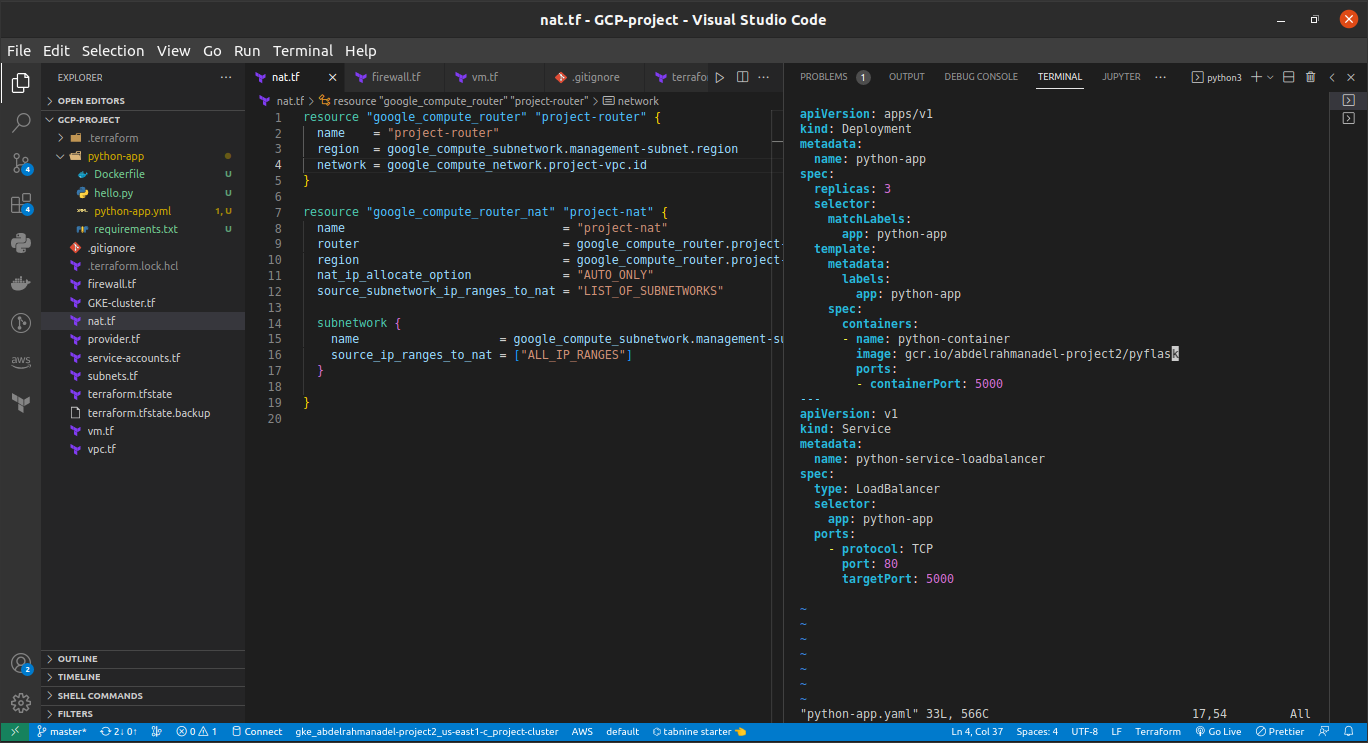 nat.tf - GCP-project - Visual Studio Code
File Edit Selection View Go Run Terminal Help
EXPLORER
OPEN EDITORS
GCP-PROJECT
.terraform
python-app
Dockerfile U
hello.py U
python-app.yml 1, U
requirements.txt U
.gitignore
.terraform.lock.hcl
firewall.tf
GKE-cluster.tf
nat.tf
provider.tf
service-accounts.tf
subnets.tf
terraform.tfstate
terraform.tfstate.backup
vm.tf
vpc.tf
OUTLINE
TIMELINE
SHELL COMMANDS
FILTERS
4
4
aws
2
nat.tf firewall.tf vm.tf .gitignore terrafor
nat.tf > resource "google_compute_router" "project-router" > network
1 resource "google_compute_router" "project-router" {
2 name = "project-router"
3 region = google_compute_subnetwork.management-subnet.region
4 network = google_compute_network.project-vpc.id
5 }
6
7 resource "google_compute_router_nat" "project-nat" {
8 name = "project-nat"
9 router = google_compute_router.project-
10 region = google_compute_router.project-
11 nat_ip_allocate_option = "AUTO_ONLY"
12 source_subnetwork_ip_ranges_to_nat = "LIST_OF_SUBNETWORKS"
13
14 subnetwork {
15 name = google_compute_subnetwork.management-su
16 source_ip_ranges_to_nat = ["ALL_IP_RANGES"]
17 }
18
19 }
20
PROBLEMS 1 OUTPUT DEBUG CONSOLE TERMINAL JUPYTER python3
apiVersion: apps/v1
kind: Deployment
metadata:
name: python-app
spec:
replicas: 3
selector:
matchLabels:
app: python-app
template:
metadata:
labels:
app: python-app
spec:
containers:
- name: python-container
image: gcr.io/abdelrahmanadel-project2/pyflask
ports:
- containerPort: 5000
---
apiVersion: v1
kind: Service
metadata:
name: python-service-loadbalancer
spec:
type: LoadBalancer
selector:
app: python-app
ports:
- protocol: TCP
port: 80
targetPort: 5000
~
~
~
~
~
~
~
"python-app.yaml" 33L, 566C 17,54 All
master* 2↓ 0↑ 0 1 Connect gke_abdelrahmanadel-project2_us-east1-c_project-cluster AWS default tabnine starter Ln 4, Col 37 Spaces: 4 UTF-8 LF Terraform Go Live Prettier